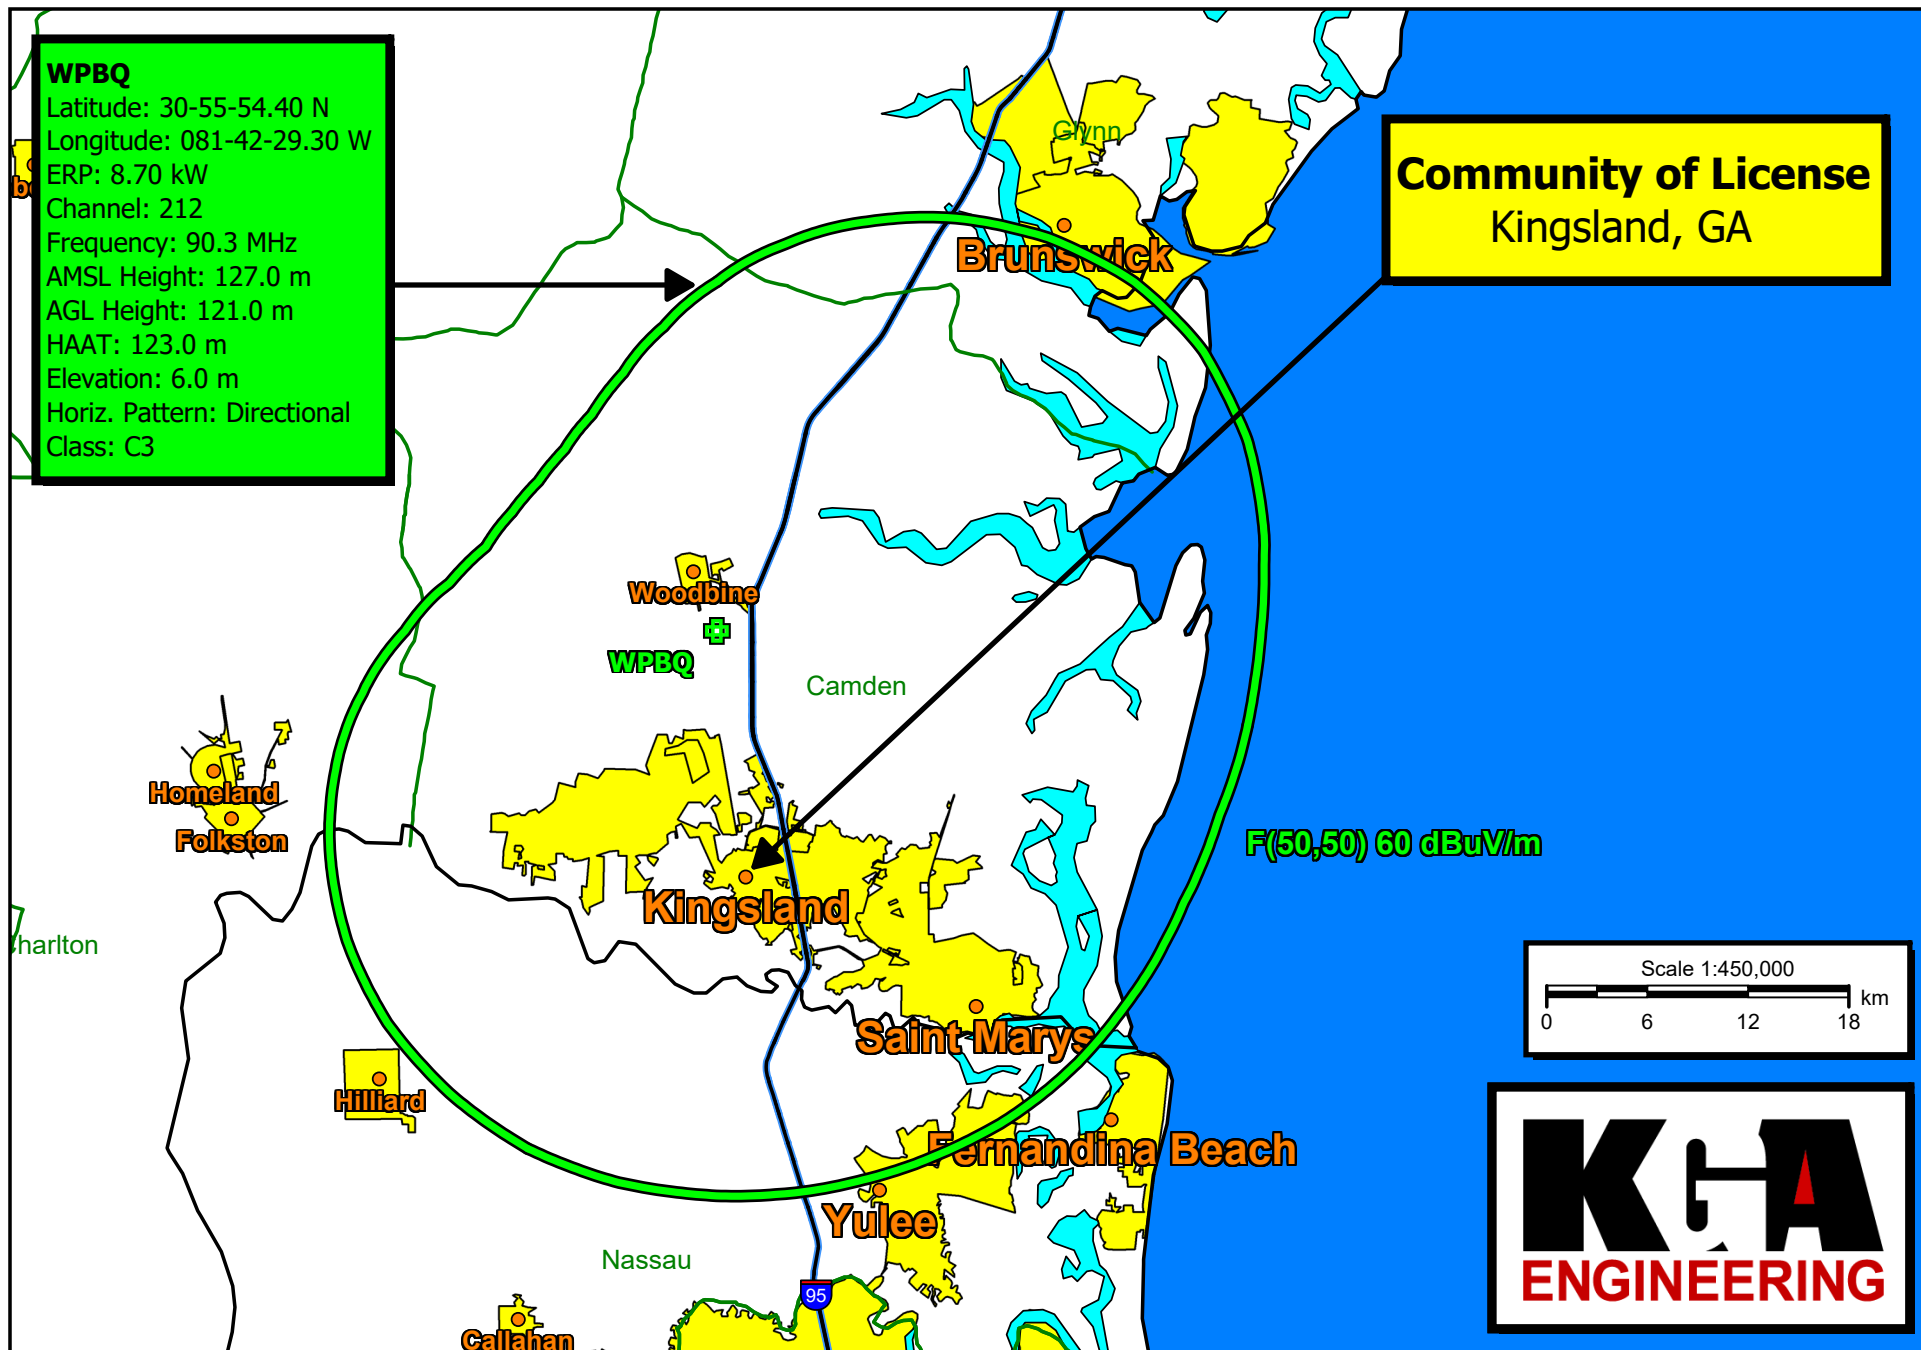 WPBQ
Latitude: 30-55-54.40 N
Longitude: 081-42-29.30 W
ERP: 8.70 kW
Channel: 212
Frequency: 90.3 MHz
AMSL Height: 127.0 m
AGL Height: 121.0 m
HAAT: 123.0 m
Elevation: 6.0 m
Horiz. Pattern: Directional
Class: C3
Glynn
Community of License
Kingsland, GA
Brunswick
Woodbine
WPBQ
Camden
Homeland
Folkston
F(50,50) 60 dBuV/m
Kingsland
harlton
Scale 1:450,000
km
0 6 12 18
Saint Marys
Hilliard
Fernandina Beach
Yulee
Nassau
95
Callahan
KGA
ENGINEERING